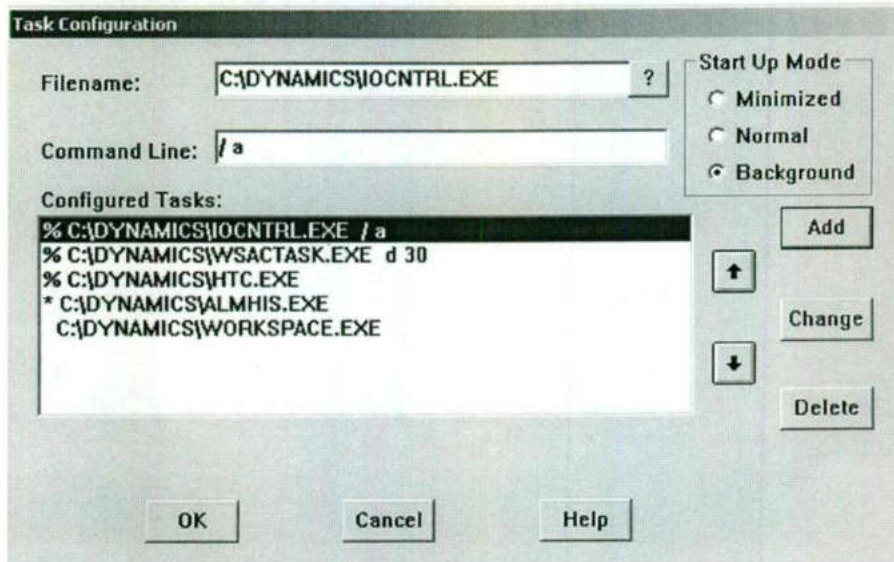 Task Configuration
Filename:
C:\DYNAMICS\IOCNTRL.EXE
?
Start Up Mode
Minimized
Normal
Background
Command Line:
/ a
Configured Tasks:
% C:\DYNAMICS\IOCNTRL.EXE / a
% C:\DYNAMICS\WSACTASK.EXE d 30
% C:\DYNAMICS\HTC.EXE
* C:\DYNAMICS\ALMHIS.EXE
C:\DYNAMICS\WORKSPACE.EXE
Add
Change
Delete
OK
Cancel
Help